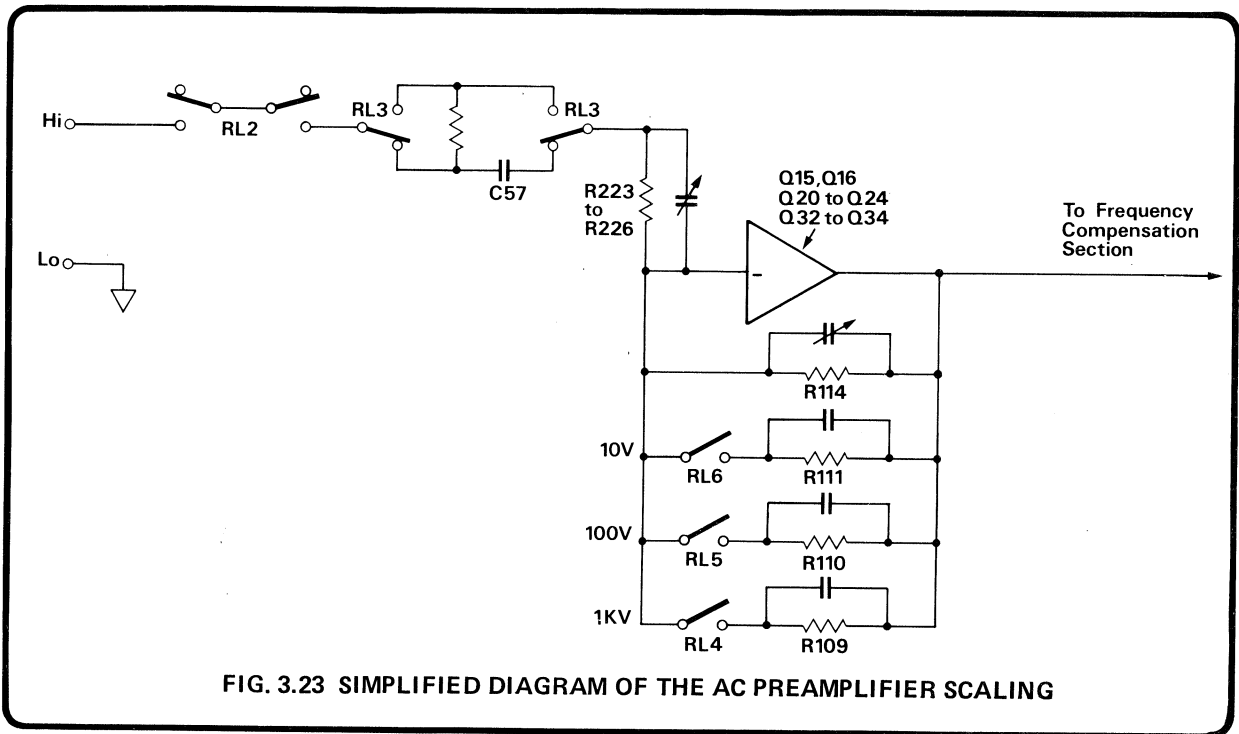 Hi
RL2
RL3
RL3
C57
R223
to
R226
Q15,Q16
Q20 to Q24
Q32 to Q34
To Frequency
Compensation
Section
Lo
-
R114
10V
RL6
R111
100V
RL5
R110
1KV
RL4
R109
FIG. 3.23 SIMPLIFIED DIAGRAM OF THE AC PREAMPLIFIER SCALING